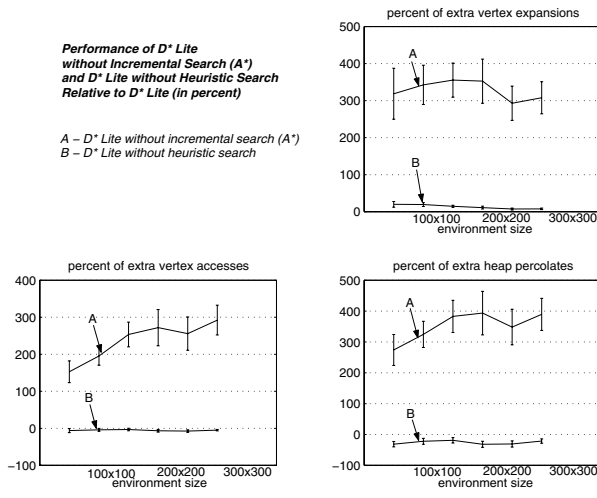 Performance of D* Lite
without Incremental Search (A*)
and D* Lite without Heuristic Search
Relative to D* Lite (in percent)
A – D* Lite without incremental search (A*)
B – D* Lite without heuristic search
percent of extra vertex expansions
500
400
300
200
100
0
A
B
100x100 200x200 300x300
environment size
percent of extra vertex accesses
400
300
200
100
0
−100
A
B
100x100 200x200 300x300
environment size
percent of extra heap percolates
500
400
300
200
100
0
−100
A
B
100x100 200x200 300x300
environment size